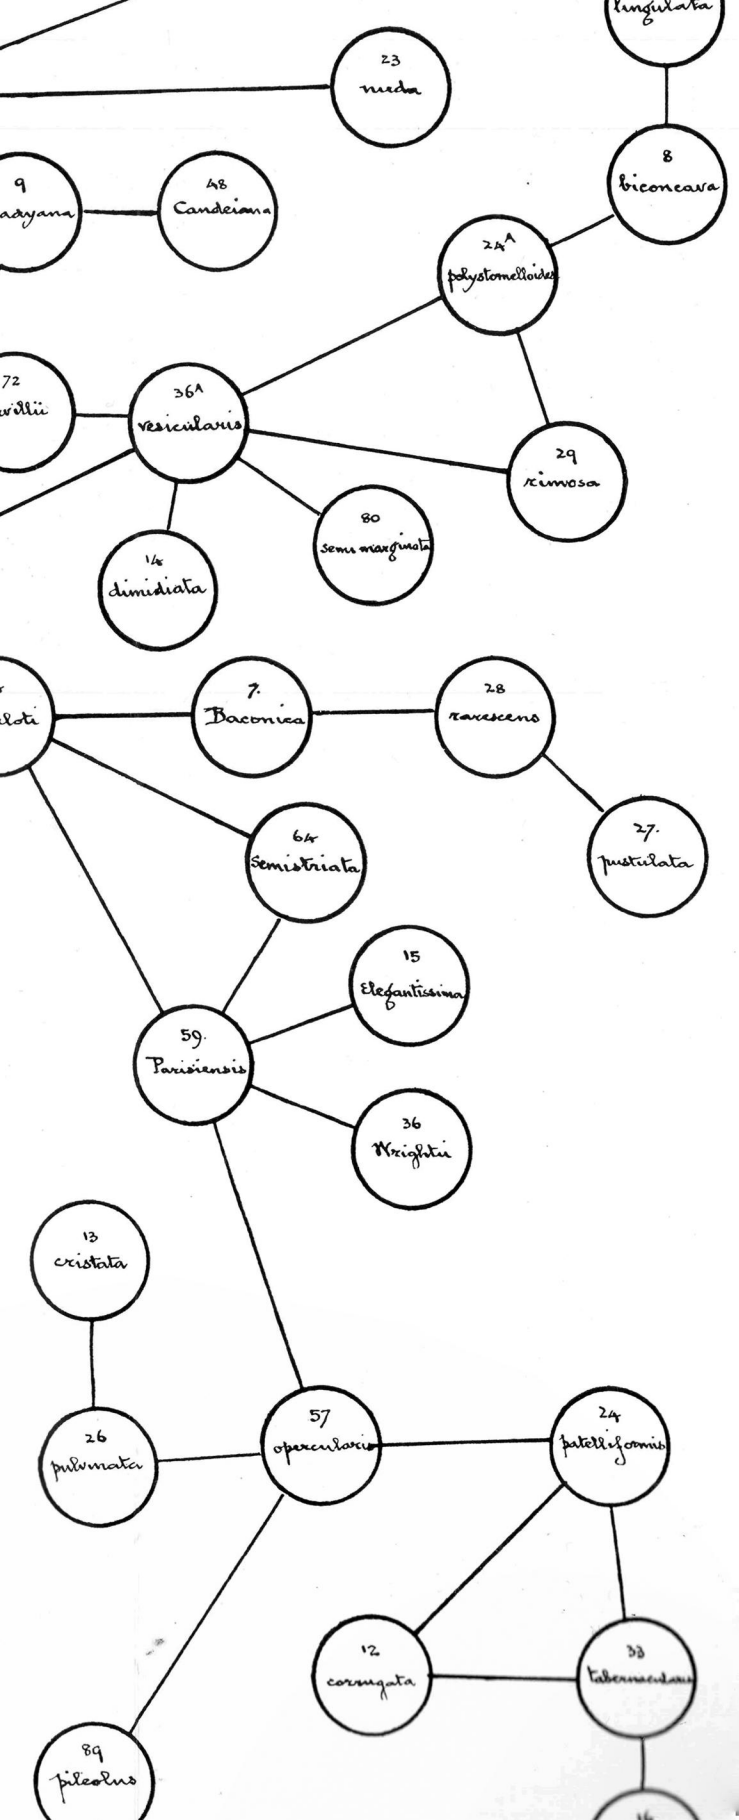 lingulata
23
nuda
8
biconcava
9
48
Candeiana
24A
polystomelloides
72
36A
vesicularis
29
rimosa
80
semimarginata
14
dimidiata
7.
Baconica
28
rarescens
27.
pustulata
64
Semistriata
15
Elegantissima
59.
Parisiensis
36
Wrightii
13
cristata
57
opercularis
24
patelliformis
26
pulvinata
12
corrugata
33
tabernacularis
89
pileolus